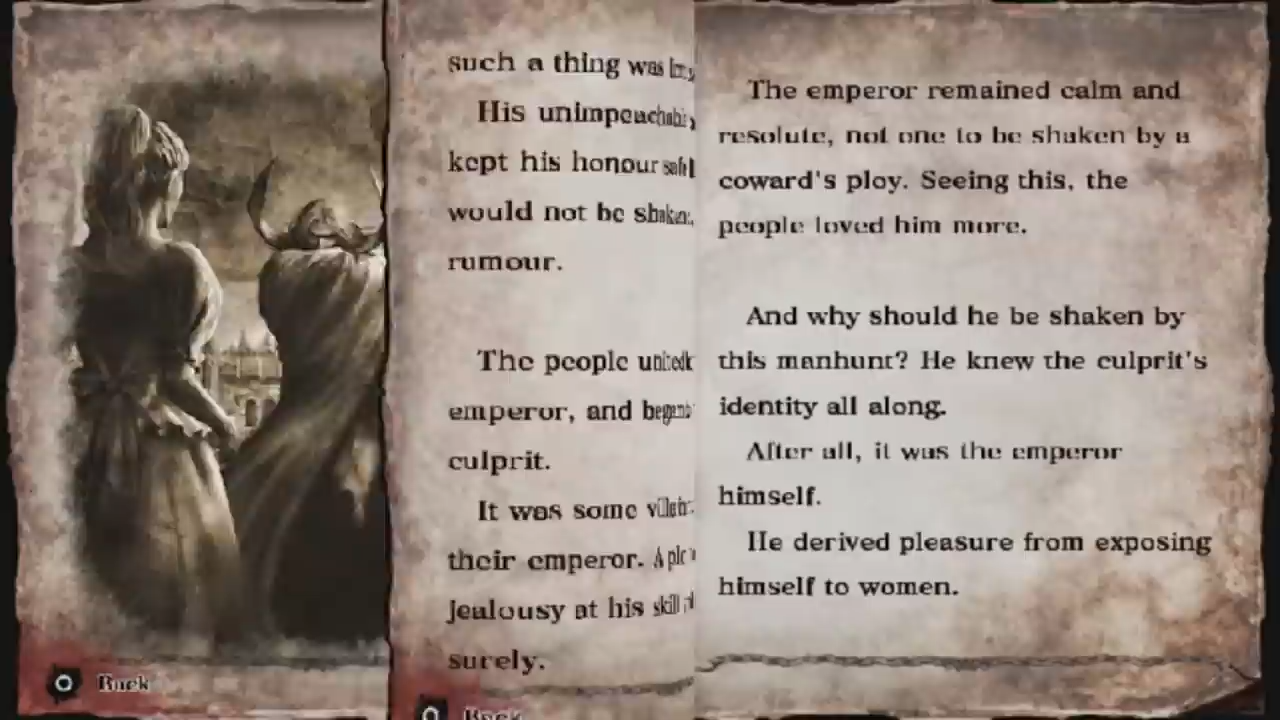 such a thing was
His
kept his honour
would not be
rumour.
The people
emperor, and
culprit.
It was some
their emperor. A
jealousy at his skill
surely.
Back
Back
The emperor remained calm and
resolute, not one to be shaken by a
coward's ploy. Seeing this, the
people loved him more.
And why should he be shaken by
this manhunt? He knew the culprit's
identity all along.
After all, it was the emperor
himself.
He derived pleasure from exposing
himself to women.